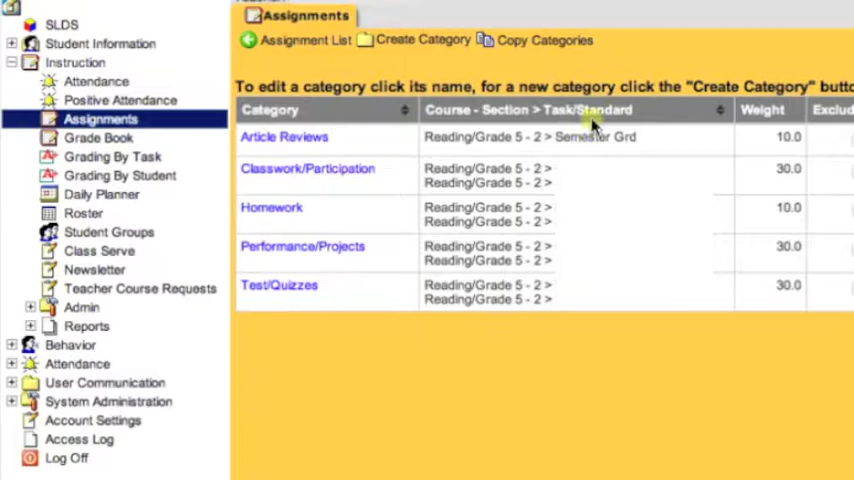 SLDS
Student Information
Instruction
Attendance
Positive Attendance
Assignments
Grade Book
Grading By Task
Grading By Student
Daily Planner
Roster
Student Groups
Class Serve
Newsletter
Teacher Course Requests
Admin
Reports
Behavior
Attendance
User Communication
System Administration
Account Settings
Access Log
Log Off
Assignments
Assignment List Create Category Copy Categories
To edit a category click its name, for a new category click the "Create Category"
Category Course - Section > Task/Standard Weight
Article Reviews Reading/Grade 5 - 2 > Semester Grd 10.0
Classwork/Participation Reading/Grade 5 - 2 > 30.0
Reading/Grade 5 - 2 >
Homework Reading/Grade 5 - 2 > 10.0
Reading/Grade 5 - 2 >
Performance/Projects Reading/Grade 5 - 2 > 30.0
Reading/Grade 5 - 2 >
Test/Quizzes Reading/Grade 5 - 2 > 30.0
Reading/Grade 5 - 2 >